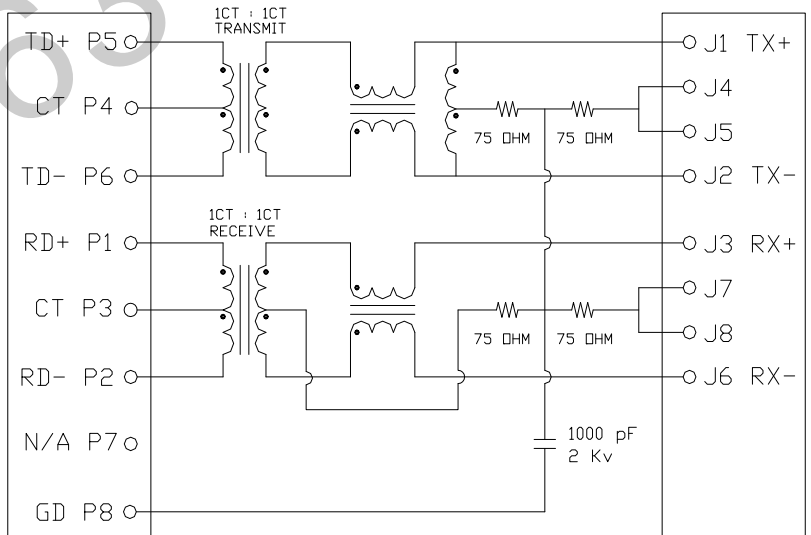 1CT : 1CT
TRANSMIT
TD+ P5
J1 TX+
J4
CT P4
75 OHM
75 OHM
J5
TD- P6
J2 TX-
1CT : 1CT
RECEIVE
RD+ P1
J3 RX+
J7
CT P3
75 OHM
75 OHM
J8
RD- P2
J6 RX-
N/A P7
1000 pF
2 Kv
GD P8